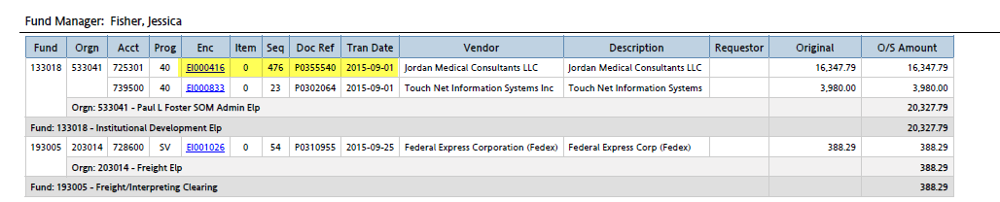 Fund Manager: Fisher, Jessica
Fund Orgn Acct Prog Enc Item Seq Doc Ref Tran Date Vendor Description Requestor Original O/S Amount
133018 533041 725301 40 EI000416 0 476 P0355540 2015-09-01 Jordan Medical Consultants LLC Jordan Medical Consultants LLC 16,347.79 16,347.79
739500 40 EI000833 0 23 P0302064 2015-09-01 Touch Net Information Systems Inc Touch Net Information Systems 3,980.00 3,980.00
Orgn: 533041 - Paul L Foster SOM Admin Elp 20,327.79
Fund: 133018 - Institutional Development Elp 20,327.79
193005 203014 728600 SV EI001026 0 54 P0310955 2015-09-25 Federal Express Corporation (Fedex) Federal Express Corp (Fedex) 388.29 388.29
Orgn: 203014 - Freight Elp 388.29
Fund: 193005 - Freight/Interpreting Clearing 388.29